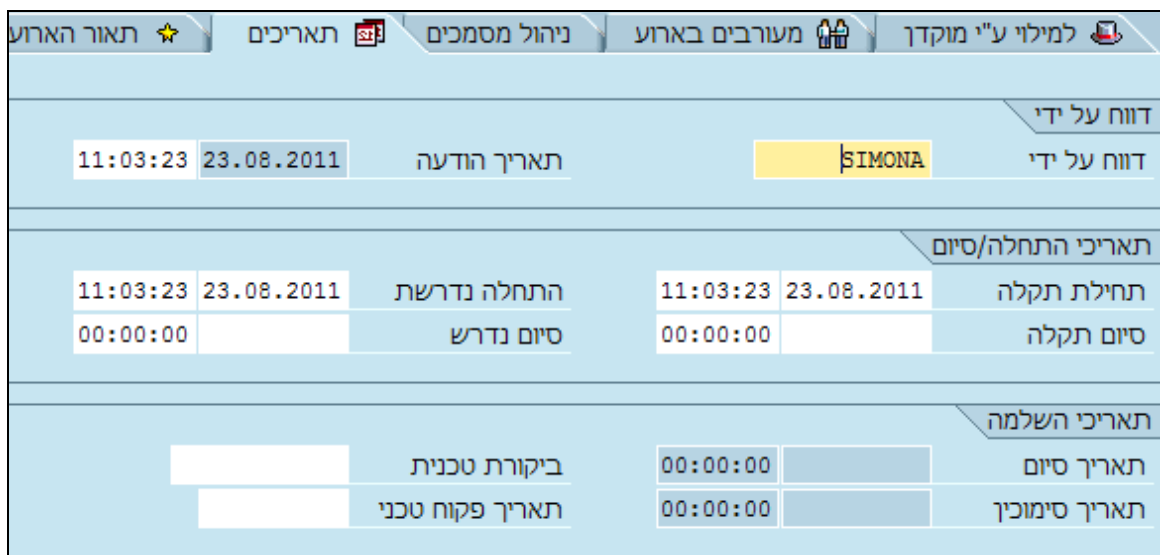 למילוי ע"י מוקדן מעורבים בארוע ניהול מסמכים תאריכים תאור הארוע
דווח על ידי
דווח על ידי SIMONA תאריך הודעה 23.08.2011 11:03:23
תאריכי התחלה/סיום
תחילת תקלה 23.08.2011 11:03:23 התחלה נדרשת 23.08.2011 11:03:23
סיום תקלה 00:00:00 סיום נדרש 00:00:00
תאריכי השלמה
תאריך סיום 00:00:00 ביקורת טכנית
תאריך סימוכין 00:00:00 תאריך פקוח טכני